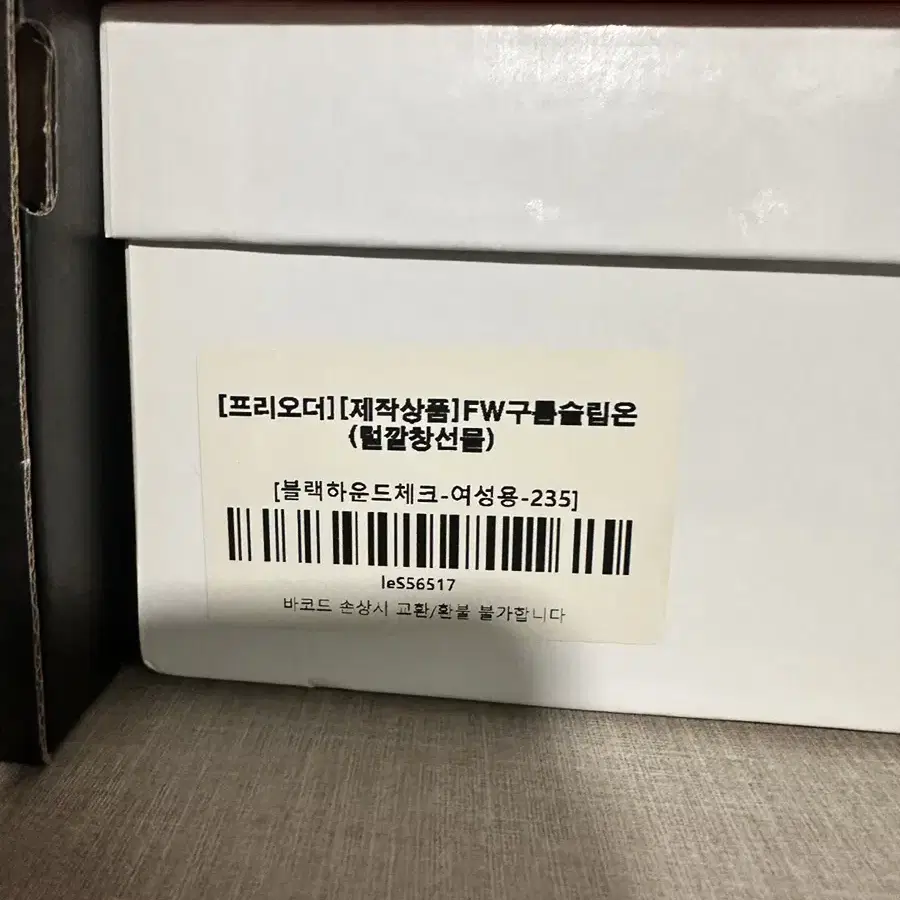 [프리오더][제작상품]FW구름슬립온
(털깔창선물)
[블랙하운드체크-여성용-235]
leS56517
바코드 손상시 교환/환불 불가합니다